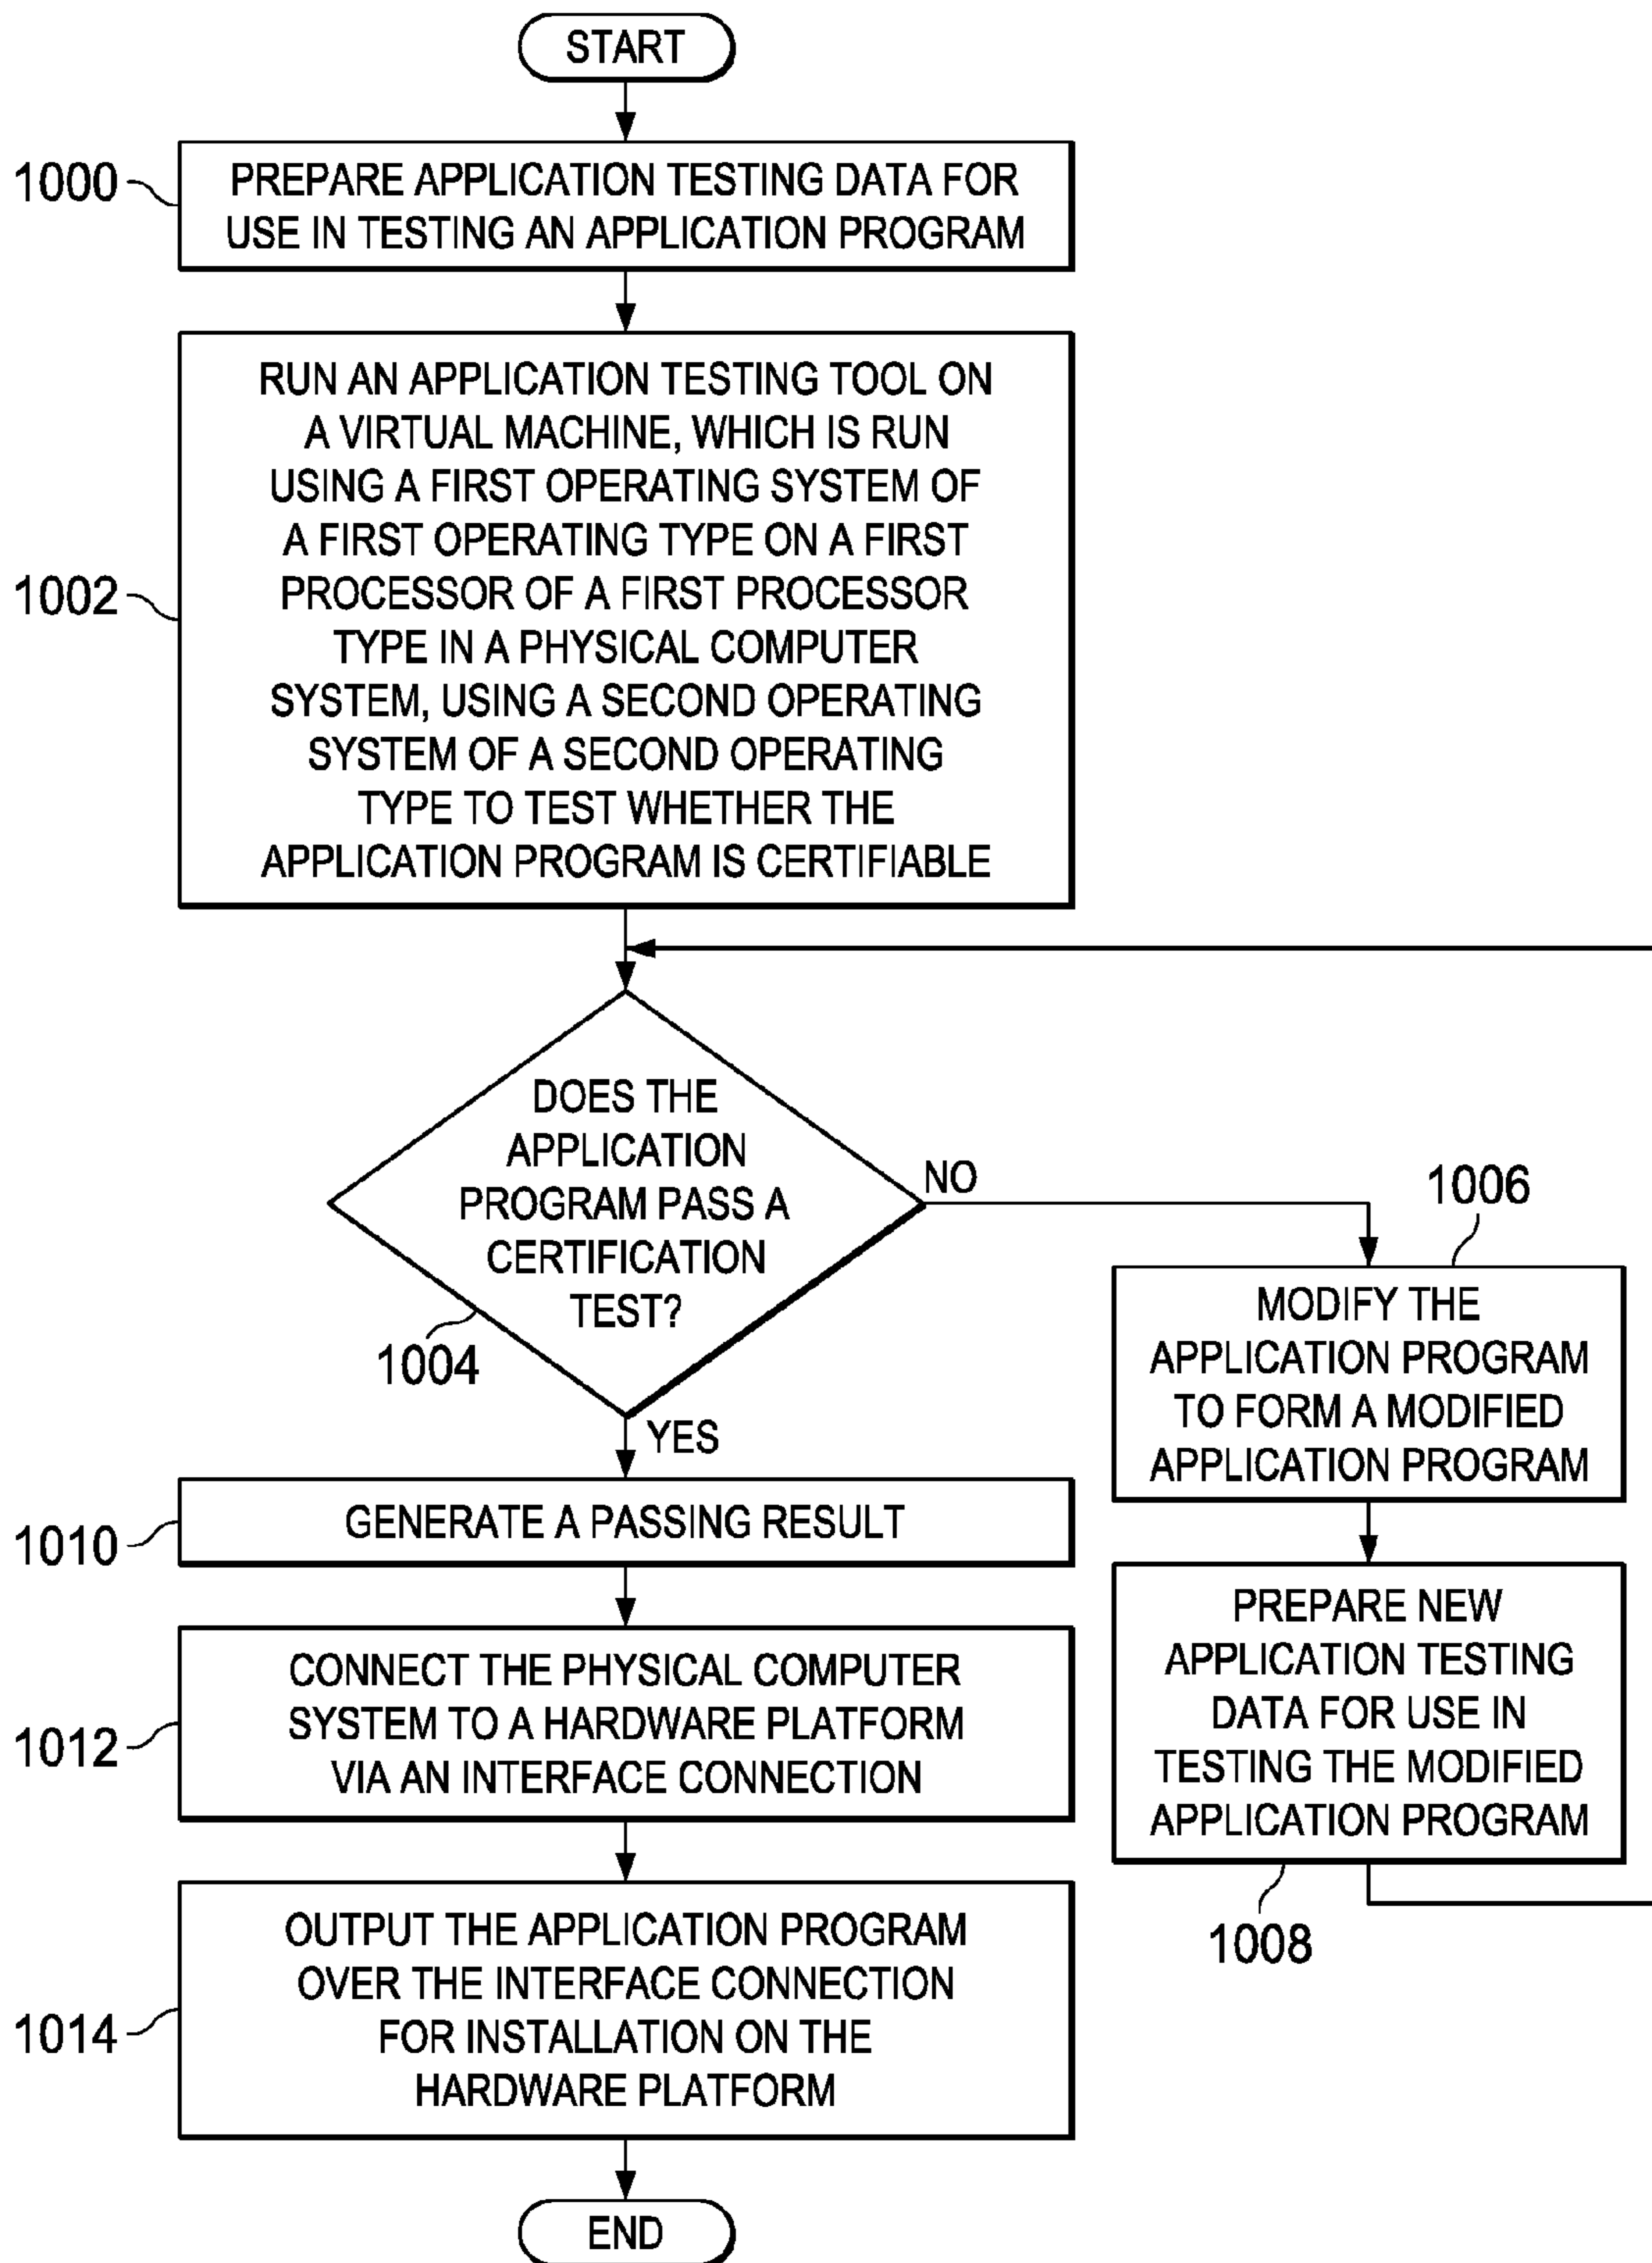 START
1000
PREPARE APPLICATION TESTING DATA FOR
USE IN TESTING AN APPLICATION PROGRAM
1002
RUN AN APPLICATION TESTING TOOL ON
A VIRTUAL MACHINE, WHICH IS RUN
USING A FIRST OPERATING SYSTEM OF
A FIRST OPERATING TYPE ON A FIRST
PROCESSOR OF A FIRST PROCESSOR
TYPE IN A PHYSICAL COMPUTER
SYSTEM, USING A SECOND OPERATING
SYSTEM OF A SECOND OPERATING
TYPE TO TEST WHETHER THE
APPLICATION PROGRAM IS CERTIFIABLE
DOES THE
APPLICATION
PROGRAM PASS A
CERTIFICATION
TEST?
1004
NO
1006
MODIFY THE
APPLICATION PROGRAM
TO FORM A MODIFIED
APPLICATION PROGRAM
PREPARE NEW
APPLICATION TESTING
DATA FOR USE IN
TESTING THE MODIFIED
APPLICATION PROGRAM
1008
YES
1010
GENERATE A PASSING RESULT
1012
CONNECT THE PHYSICAL COMPUTER
SYSTEM TO A HARDWARE PLATFORM
VIA AN INTERFACE CONNECTION
1014
OUTPUT THE APPLICATION PROGRAM
OVER THE INTERFACE CONNECTION
FOR INSTALLATION ON THE
HARDWARE PLATFORM
END